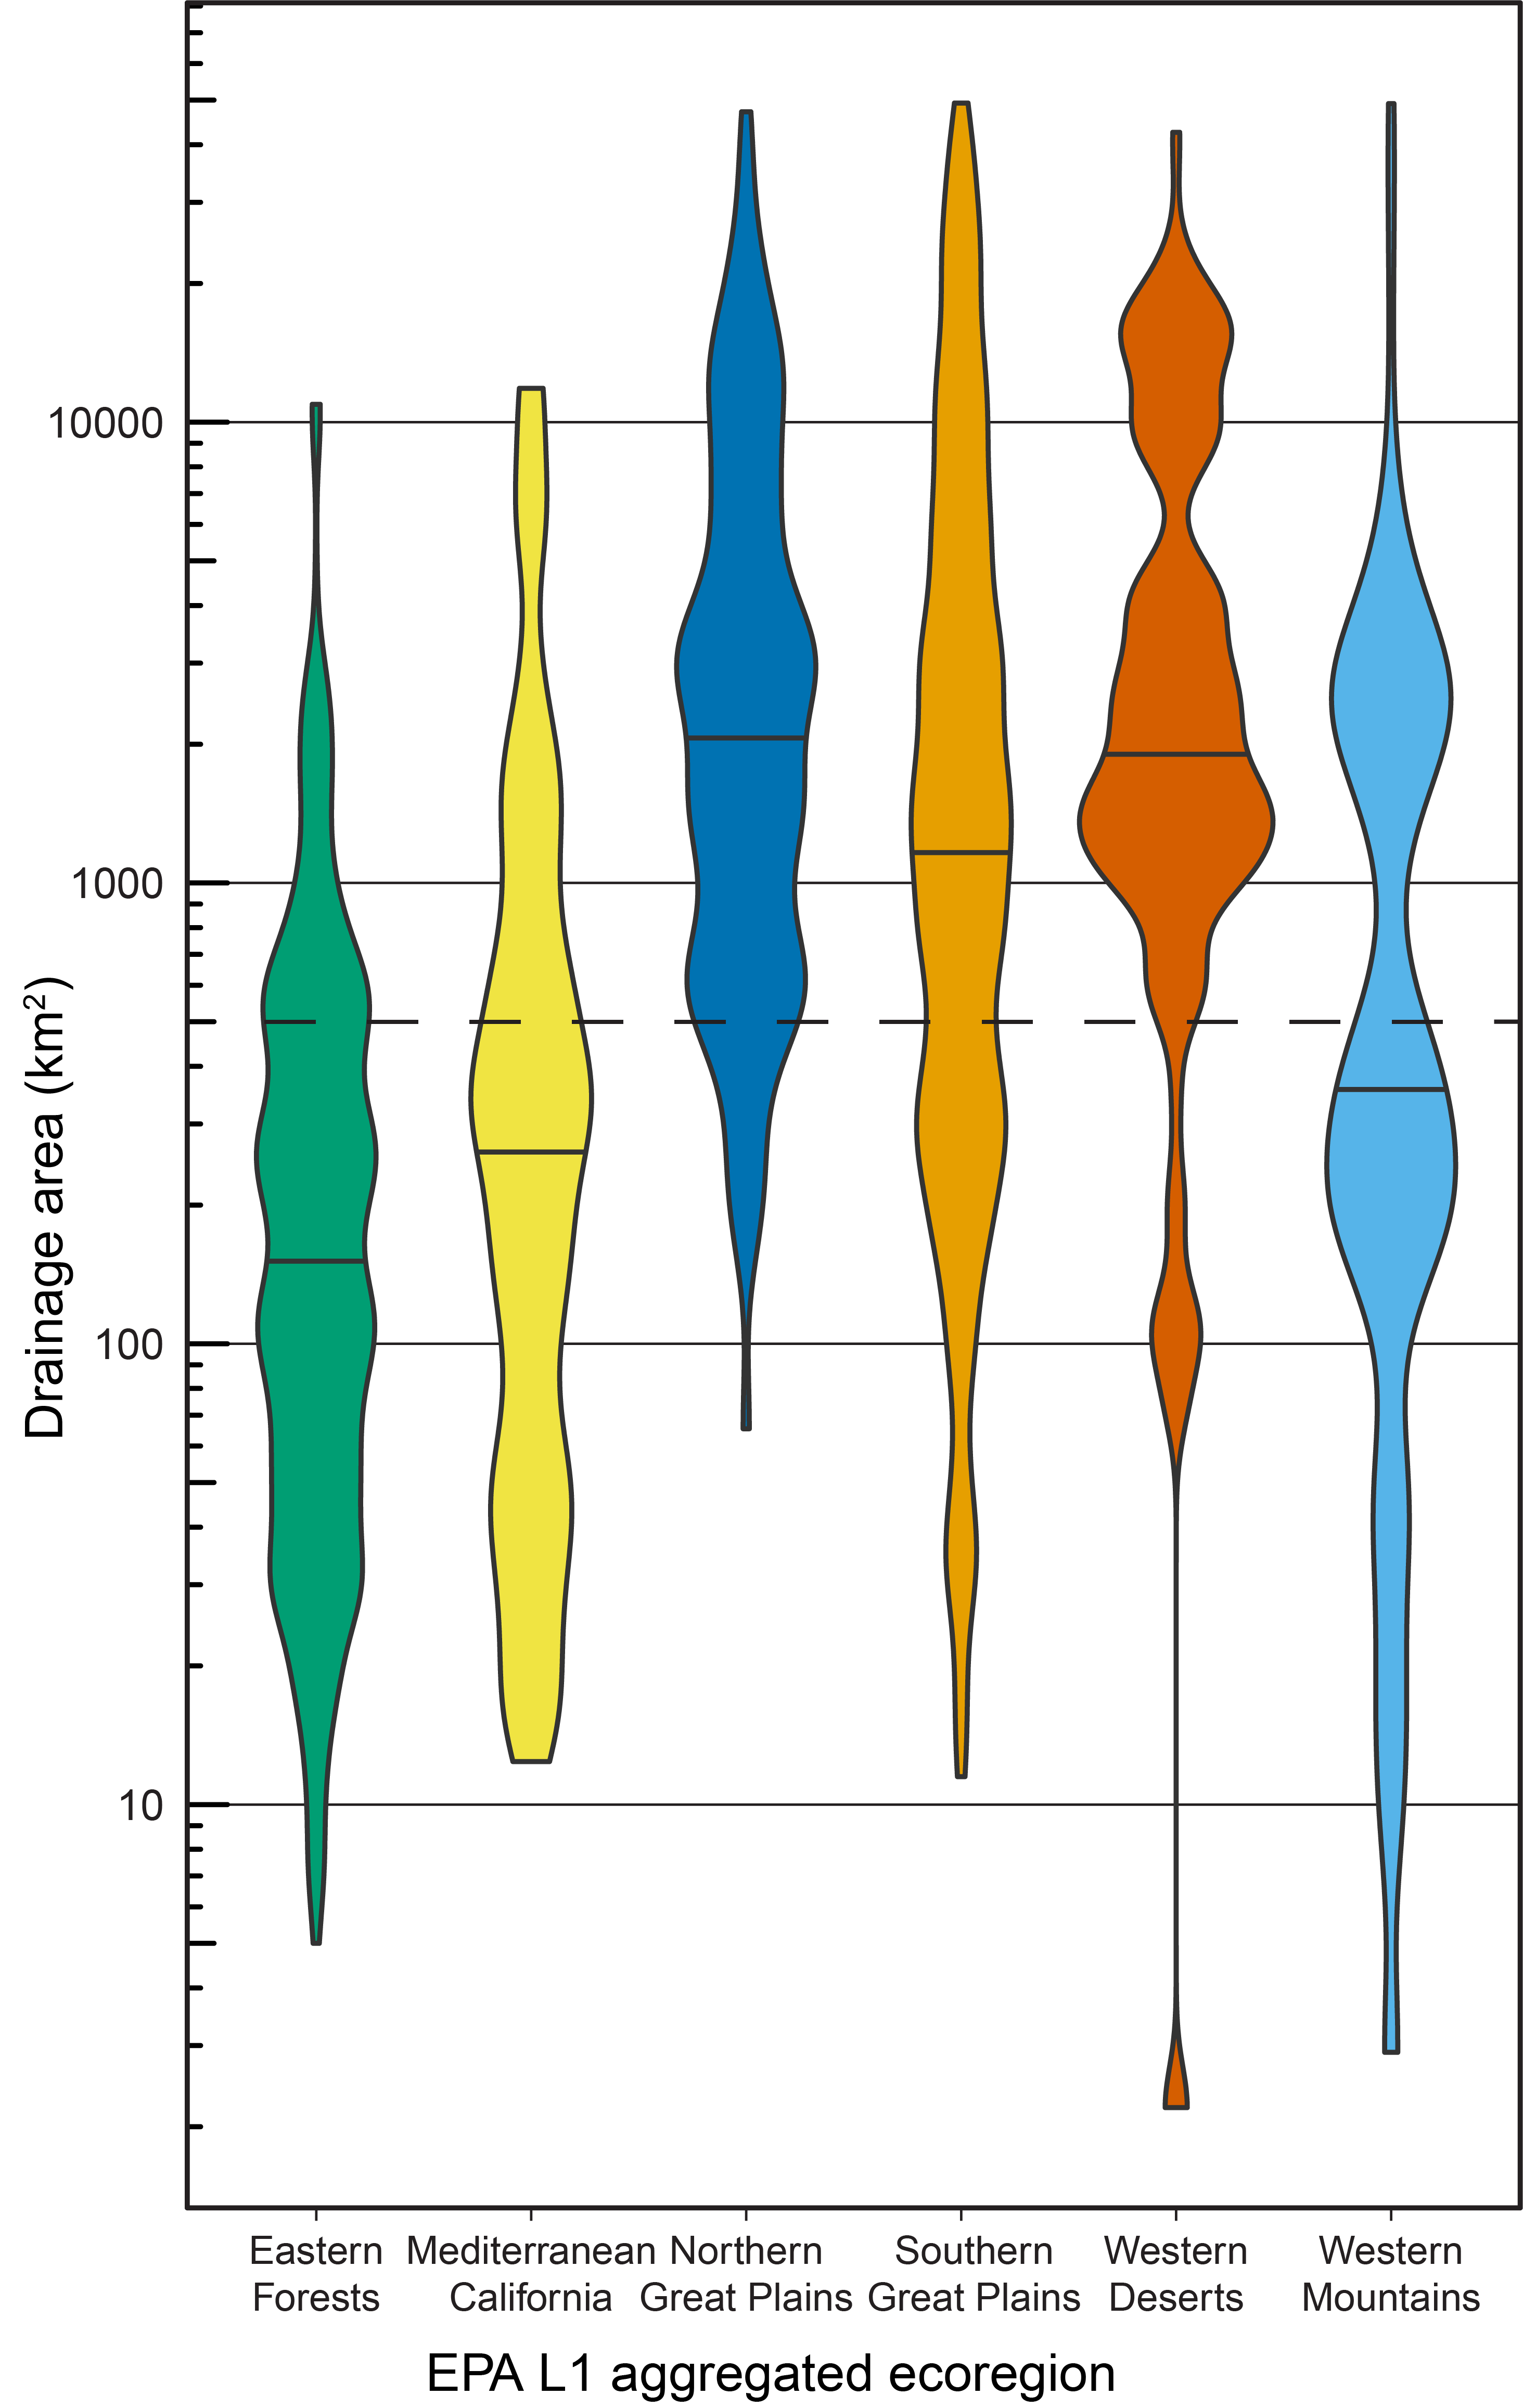 Drainage area (km²)
10000
1000
100
10
Eastern Forests
Mediterranean California
Northern Great Plains
Southern Great Plains
Western Deserts
Western Mountains
EPA L1 aggregated ecoregion